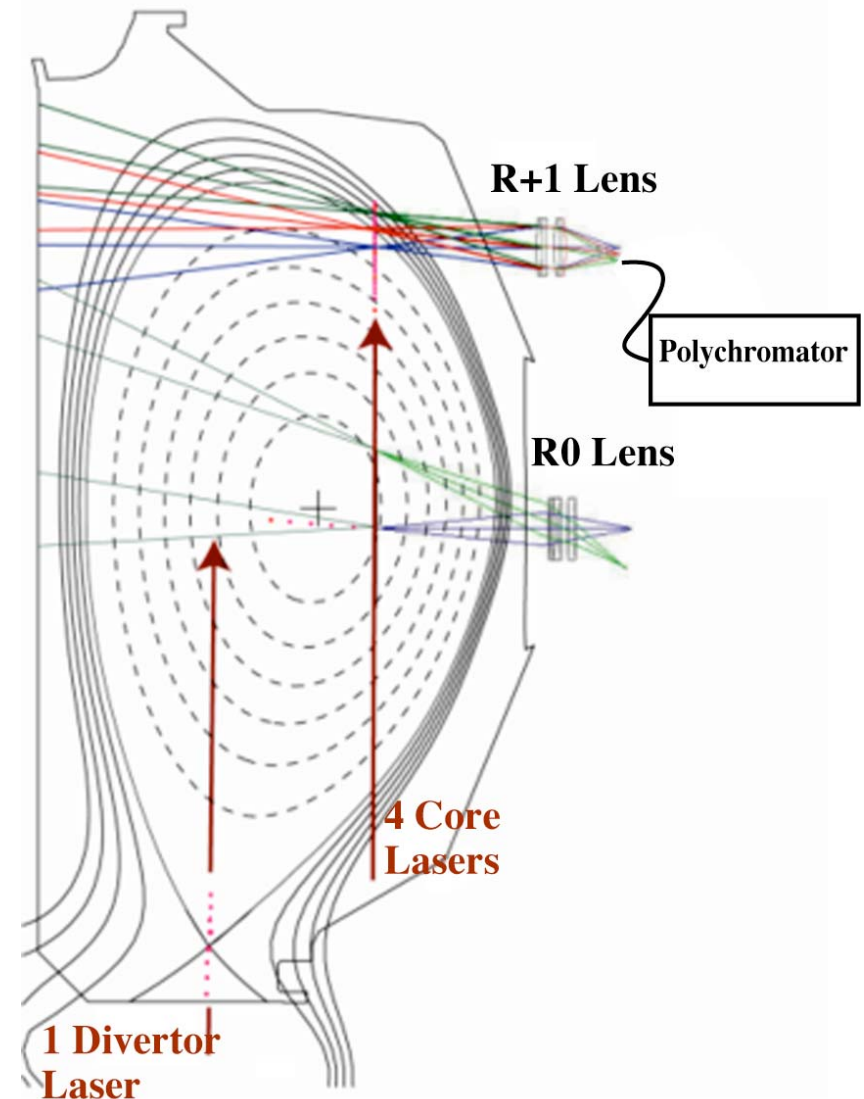 R+1 Lens
Polychromator
R0 Lens
4 Core
Lasers
1 Divertor
Laser